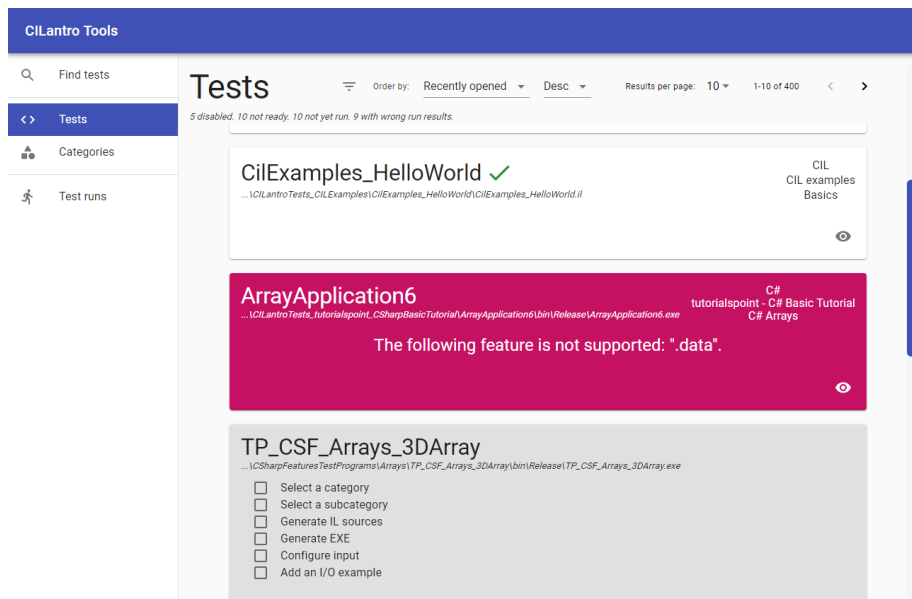 CILantro Tools
Find tests
Tests
Categories
Test runs
Tests
Order by: Recently opened Desc Results per page: 10 1-10 of 400
5 disabled. 10 not ready. 10 not yet run. 9 with wrong run results.
CilExamples_HelloWorld
...\CILantroTests_CILExamples\CilExamples_HelloWorld\CilExamples_HelloWorld.il
CIL
CIL examples
Basics
ArrayApplication6
...\CILantroTests_tutorialspoint_CSharpBasicTutorial\ArrayApplication6\bin\Release\ArrayApplication6.exe
C#
tutorialspoint - C# Basic Tutorial
C# Arrays
The following feature is not supported: ".data".
TP_CSF_Arrays_3DArray
...\CSharpFeaturesTestPrograms\Arrays\TP_CSF_Arrays_3DArray\bin\Release\TP_CSF_Arrays_3DArray.exe
Select a category
Select a subcategory
Generate IL sources
Generate EXE
Configure input
Add an I/O example